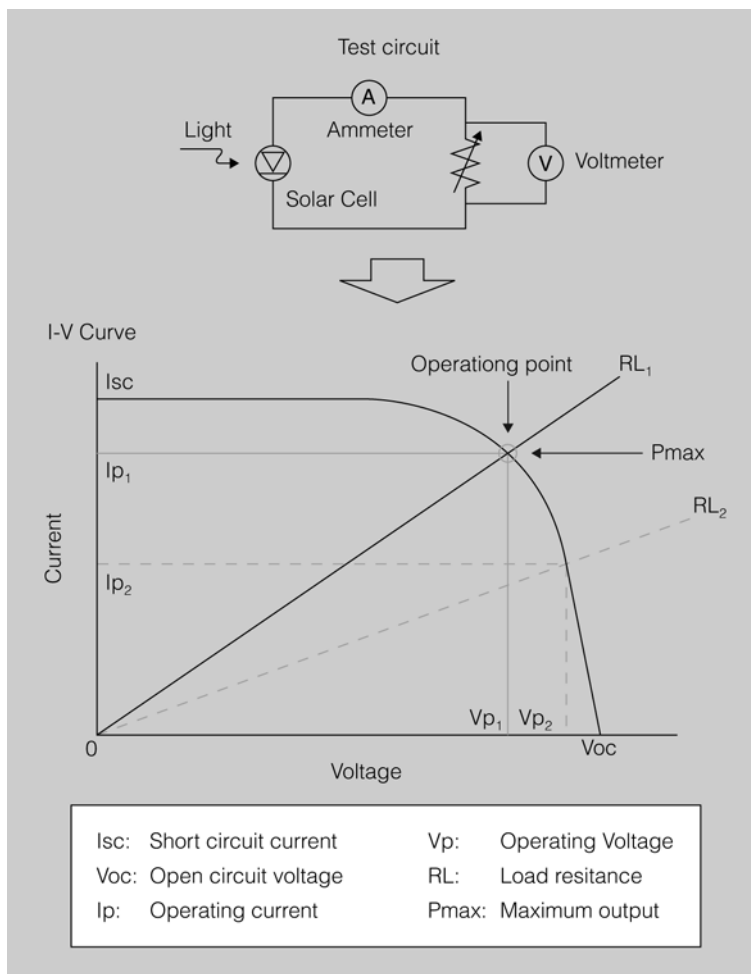 Test circuit
A
Ammeter
Light
Solar Cell
V
Voltmeter
I-V Curve
Isc
Operationg point
RL₁
Ip₁
Pmax
RL₂
Ip₂
Current
Vp₁ Vp₂
0
Voc
Voltage
Isc: Short circuit current
Voc: Open circuit voltage
Ip: Operating current
Vp: Operating Voltage
RL: Load resitance
Pmax: Maximum output